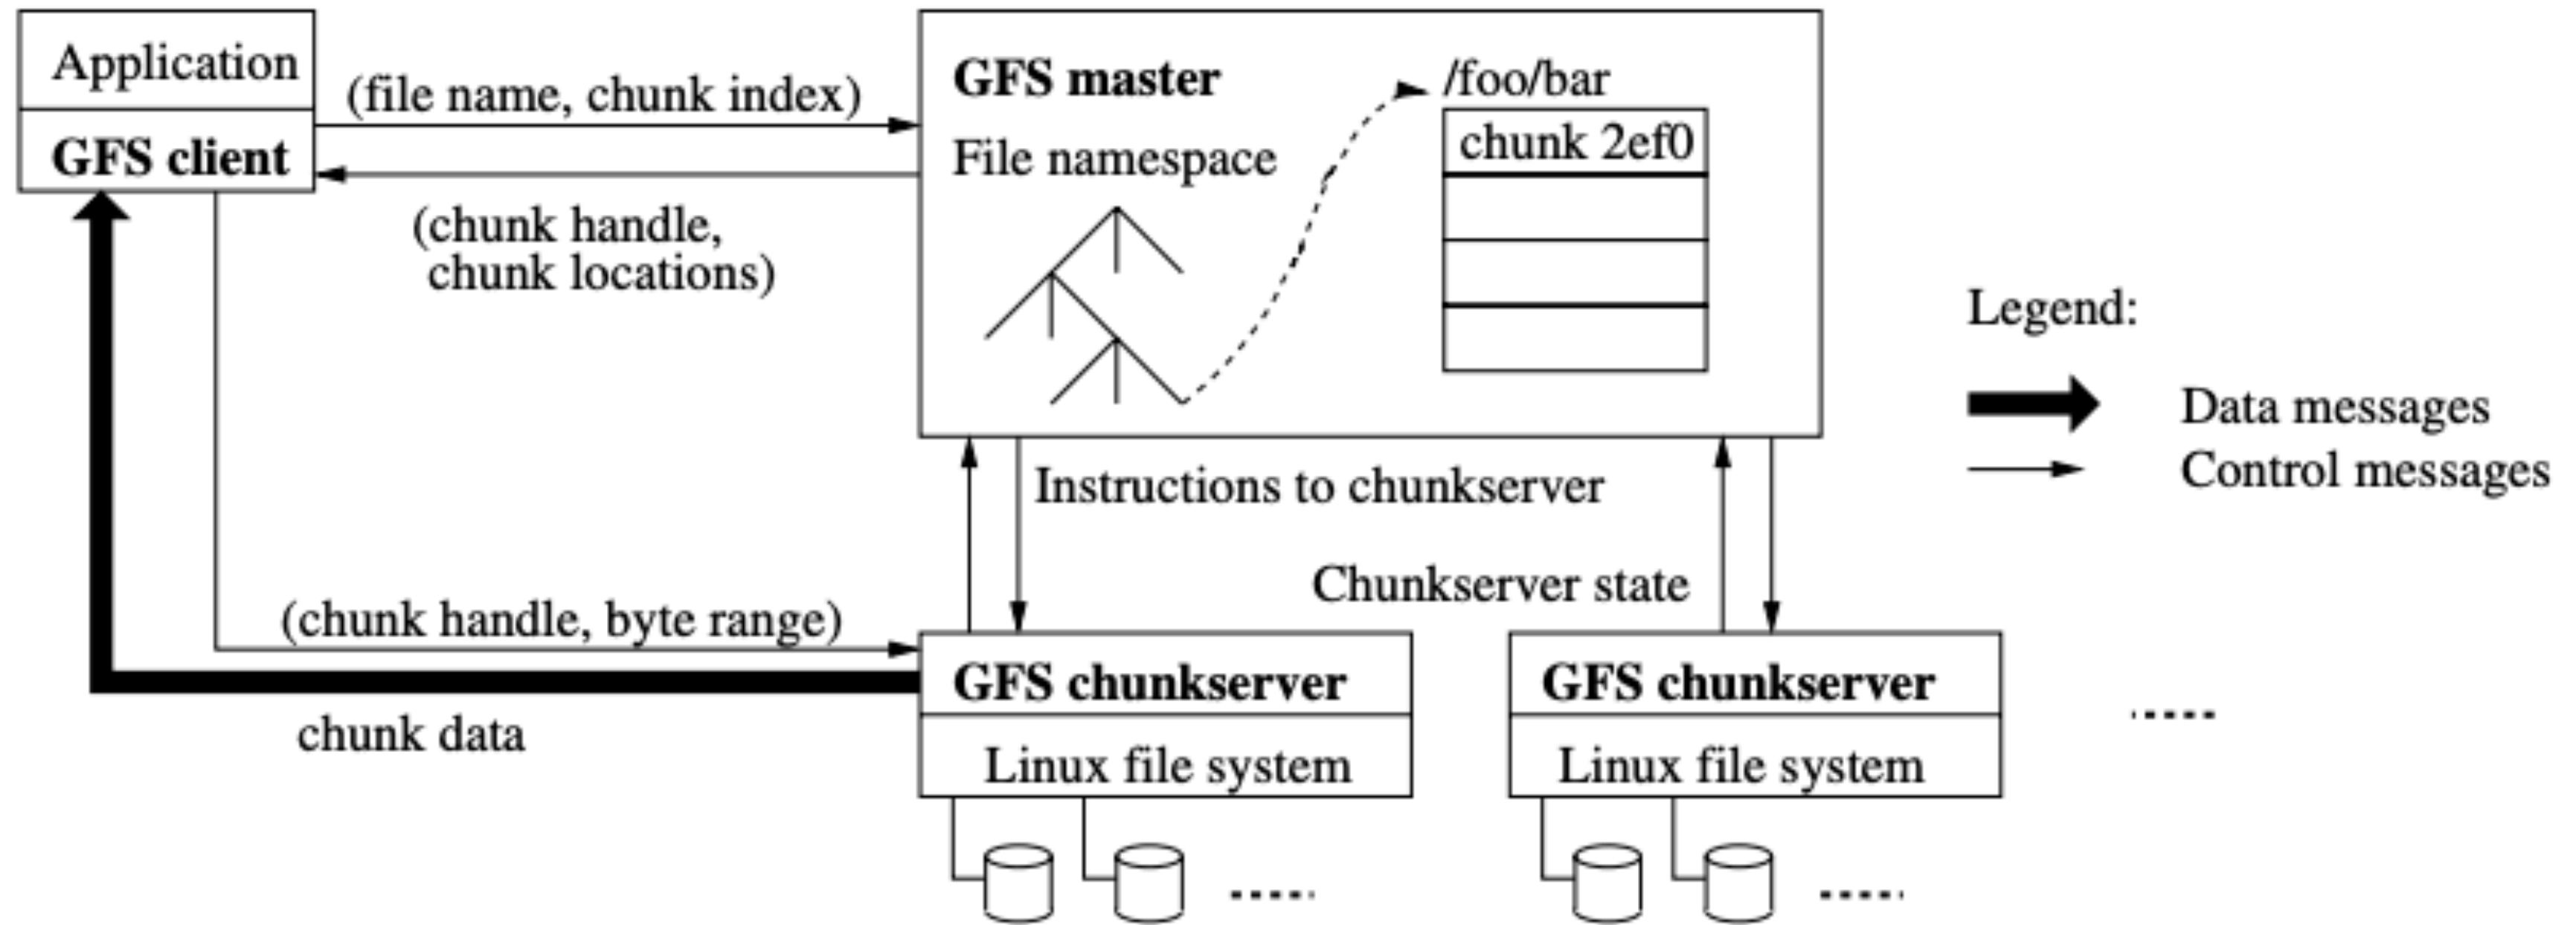 Application
GFS client
(file name, chunk index)
(chunk handle,
chunk locations)
GFS master
File namespace
/foo/bar
chunk 2ef0
Legend:
Data messages
Control messages
Instructions to chunkserver
Chunkserver state
(chunk handle, byte range)
chunk data
GFS chunkserver
Linux file system
GFS chunkserver
Linux file system